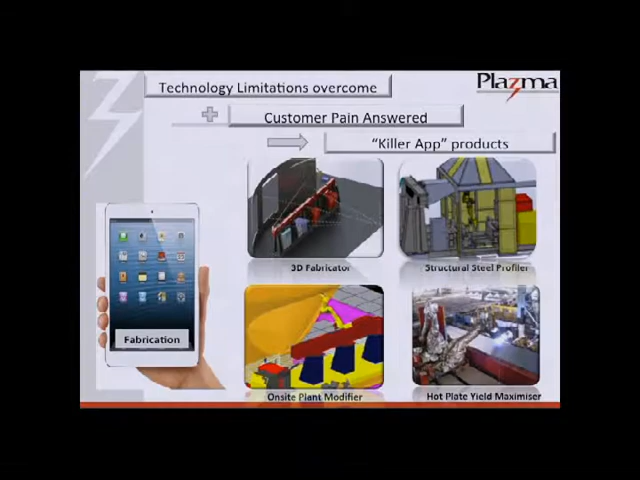 Technology Limitations overcome
Plazma
Customer Pain Answered
"Killer App" products
3D Fabricator
Structural Steel Profiler
Fabrication
Onsite Plant Modifier
Hot Plate Yield Maximiser